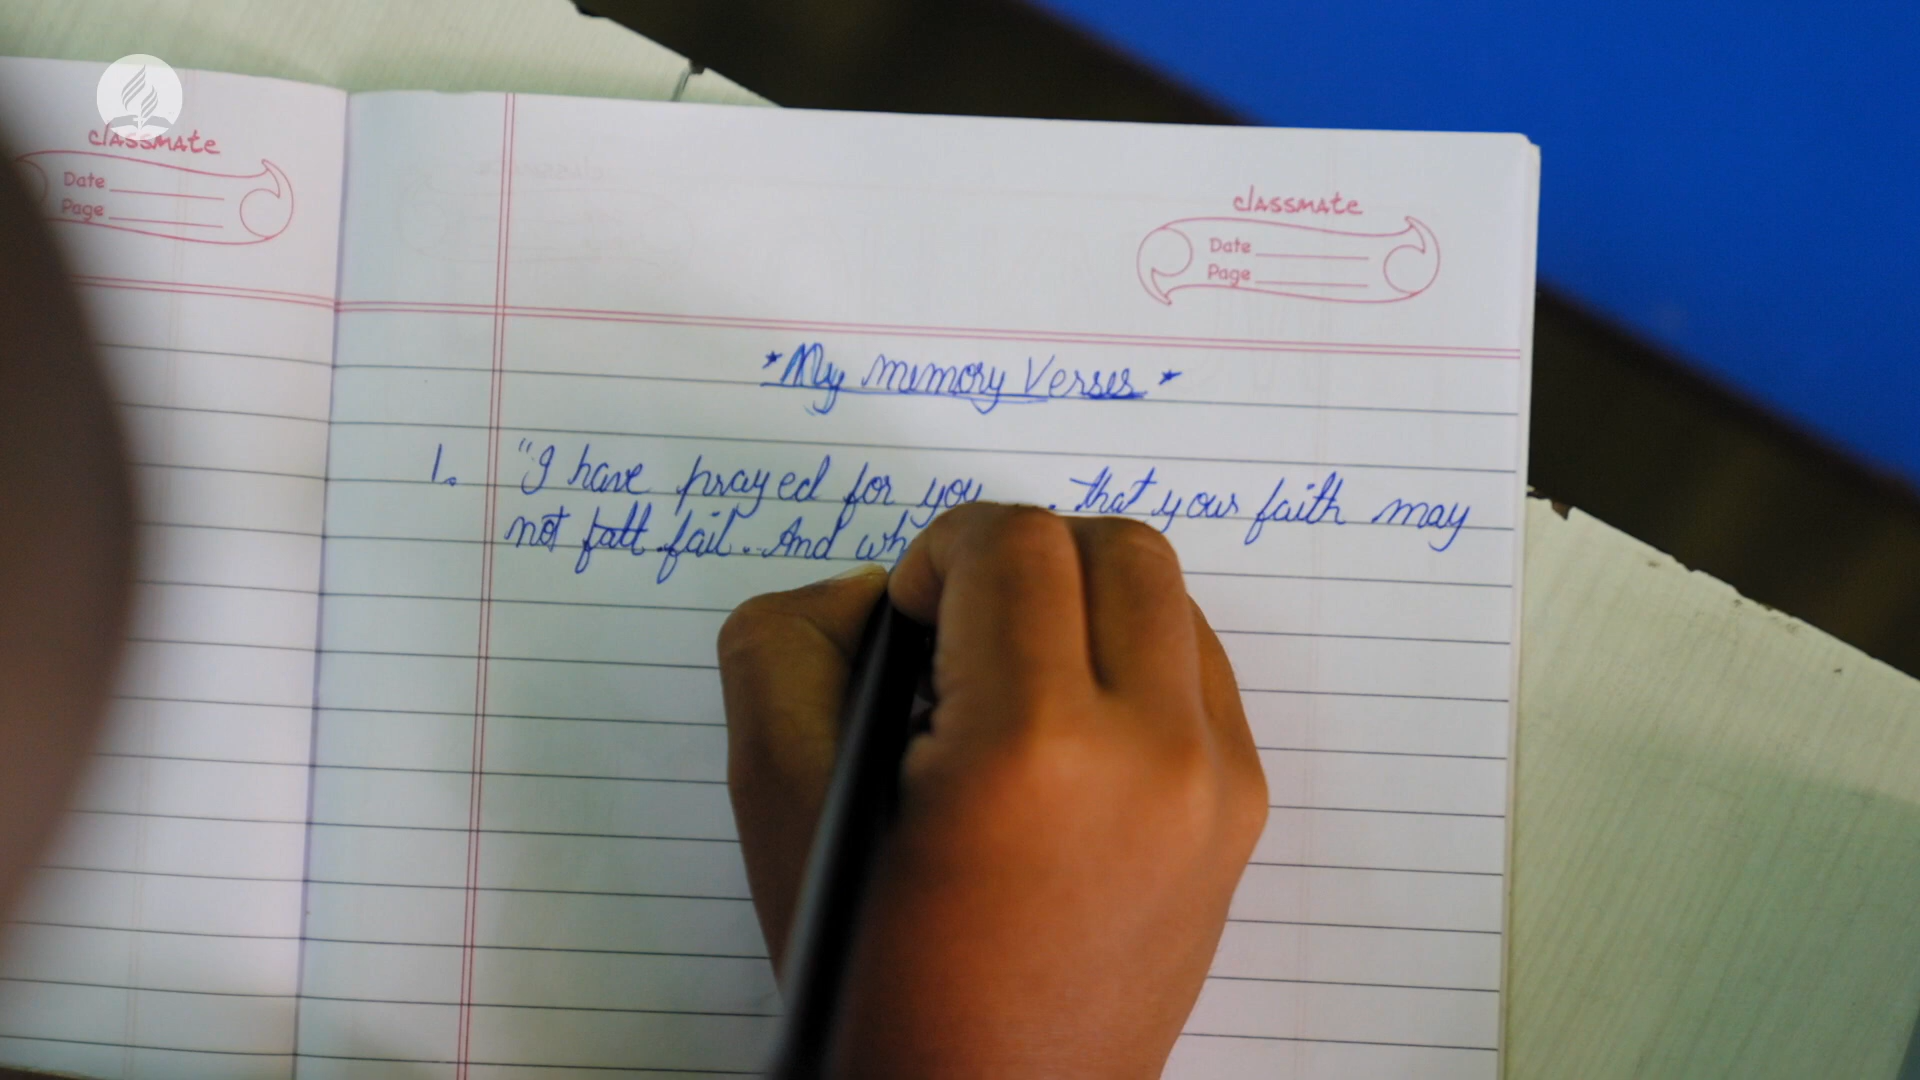 classmate
Date
Page
classmate
Date
Page
*My memory Verses*
1. "I have prayed for you . that your faith may
not fatt fail. And wh